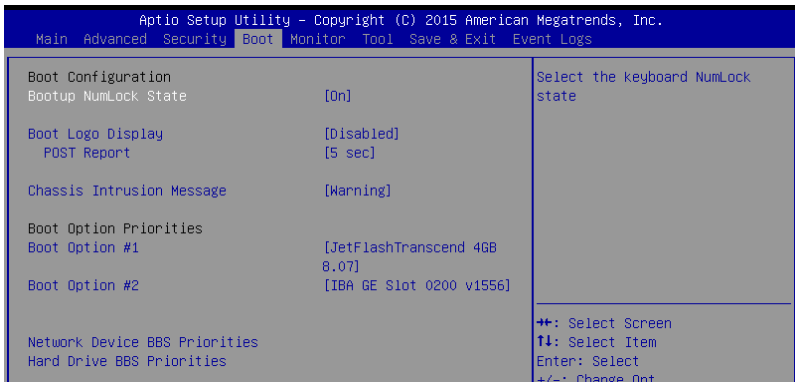 Aptio Setup Utility – Copyright (C) 2015 American Megatrends, Inc.
Main Advanced Security Boot Monitor Tool Save & Exit Event Logs
Boot Configuration
Bootup NumLock State [On]
Boot Logo Display [Disabled]
POST Report [5 sec]
Chassis Intrusion Message [Warning]
Boot Option Priorities
Boot Option #1 [JetFlashTranscend 4GB
8.07]
Boot Option #2 [IBA GE Slot 0200 v1556]
Network Device BBS Priorities
Hard Drive BBS Priorities
Select the keyboard NumLock
state
→←: Select Screen
↑↓: Select Item
Enter: Select
+/-: Change Opt